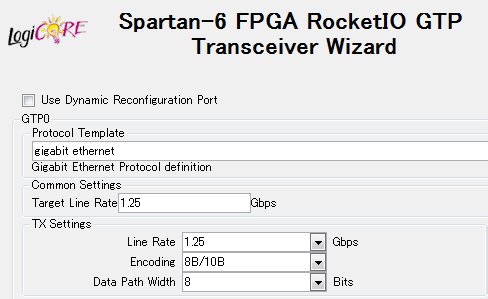 LogiCORE
Spartan-6 FPGA RocketIO GTP
Transceiver Wizard
Use Dynamic Reconfiguration Port
GTP0
Protocol Template
gigabit ethernet
Gigabit Ethernet Protocol definition
Common Settings
Target Line Rate 1.25 Gbps
TX Settings
Line Rate 1.25 Gbps
Encoding 8B/10B
Data Path Width 8 Bits